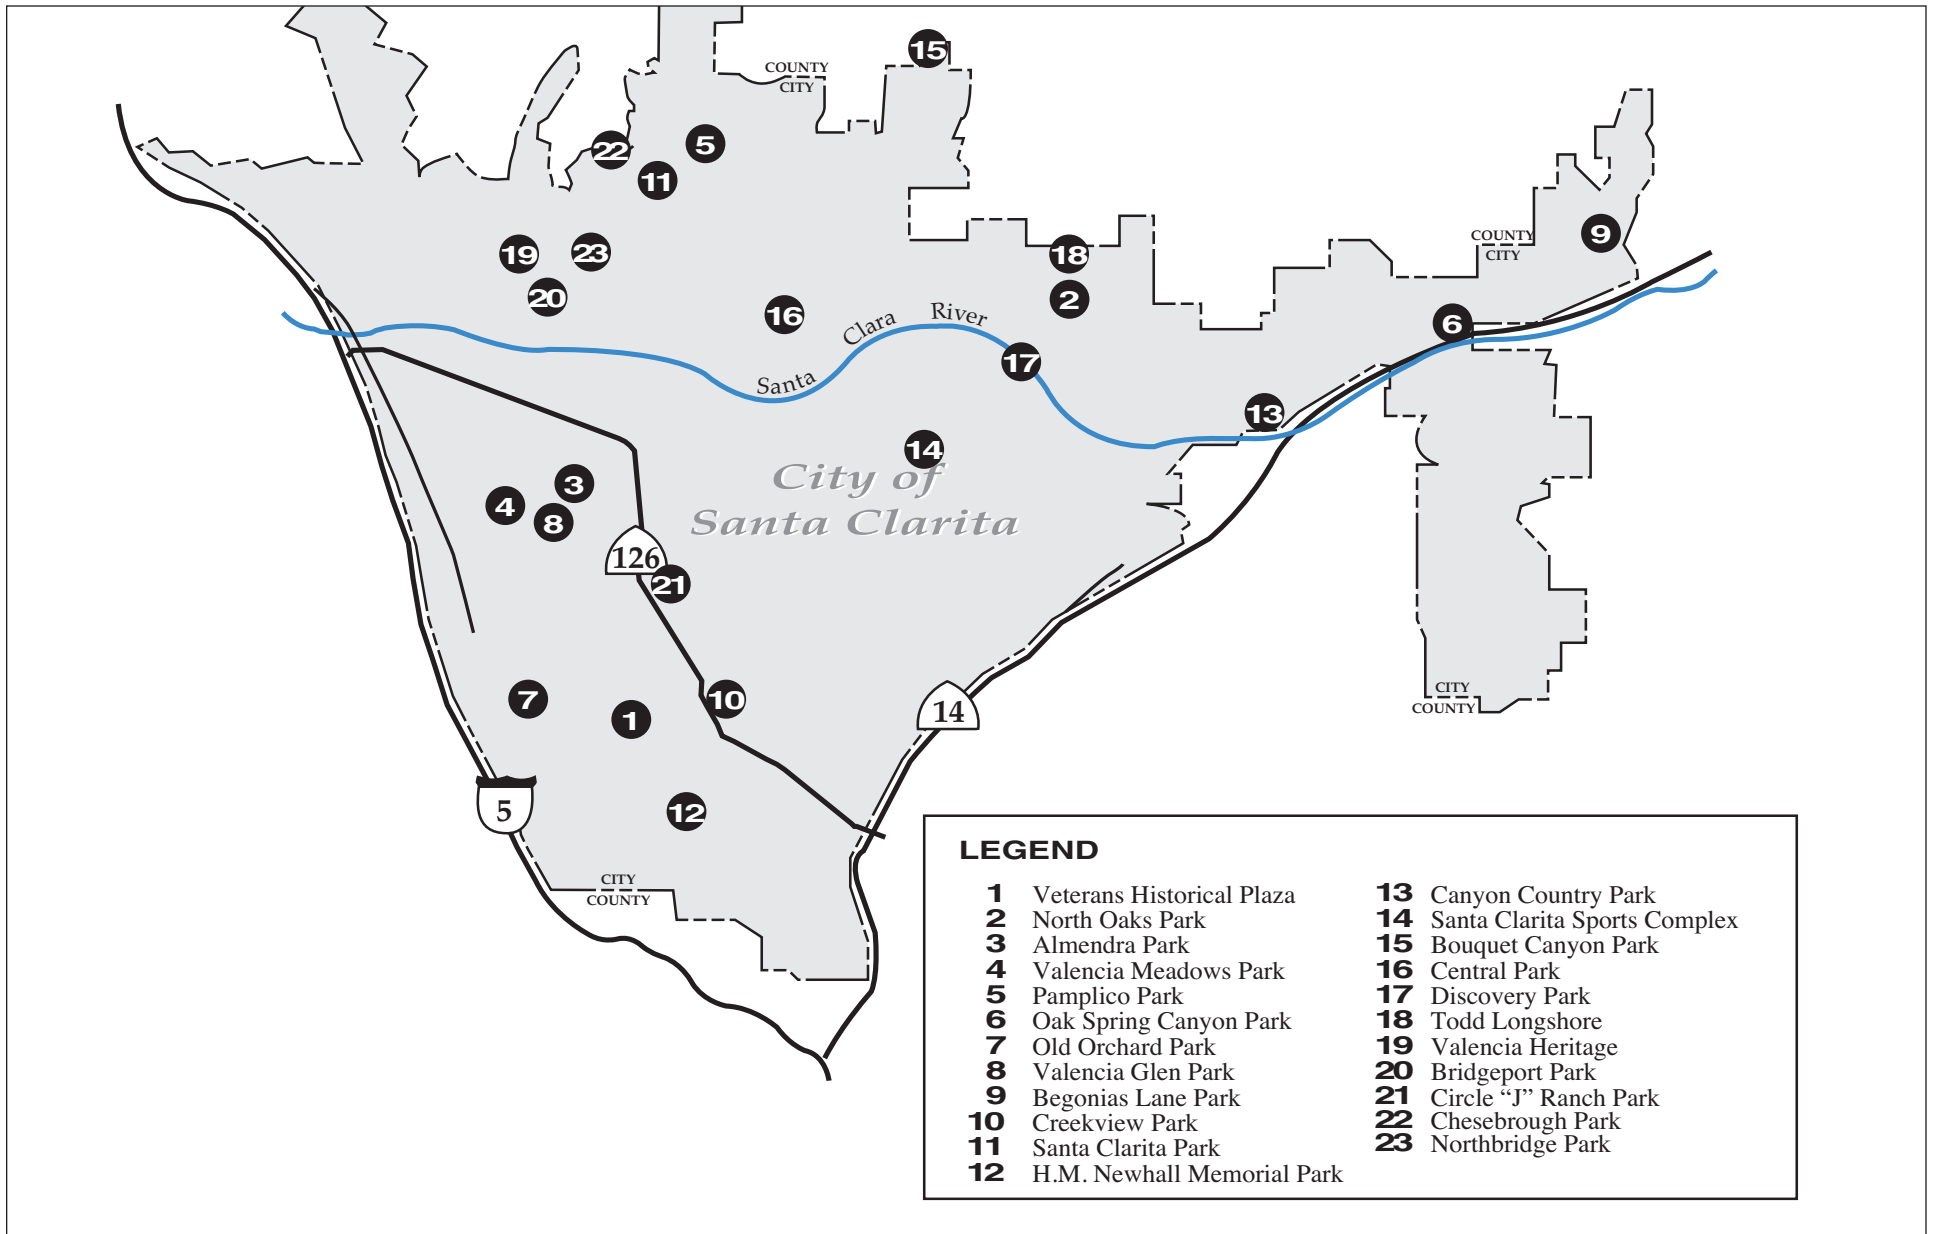 15
COUNTY
CITY
22
5
11
19
23
20
16
18
2
9
COUNTY
CITY
6
Santa Clara River
17
13
14
City of
Santa Clarita
3
4
8
126
21
7
1
10
14
12
5
CITY
COUNTY
CITY
COUNTY
LEGEND
1 Veterans Historical Plaza
2 North Oaks Park
3 Almendra Park
4 Valencia Meadows Park
5 Pamplico Park
6 Oak Spring Canyon Park
7 Old Orchard Park
8 Valencia Glen Park
9 Begonias Lane Park
10 Creekview Park
11 Santa Clarita Park
12 H.M. Newhall Memorial Park
13 Canyon Country Park
14 Santa Clarita Sports Complex
15 Bouquet Canyon Park
16 Central Park
17 Discovery Park
18 Todd Longshore
19 Valencia Heritage
20 Bridgeport Park
21 Circle “J” Ranch Park
22 Chesebrough Park
23 Northbridge Park